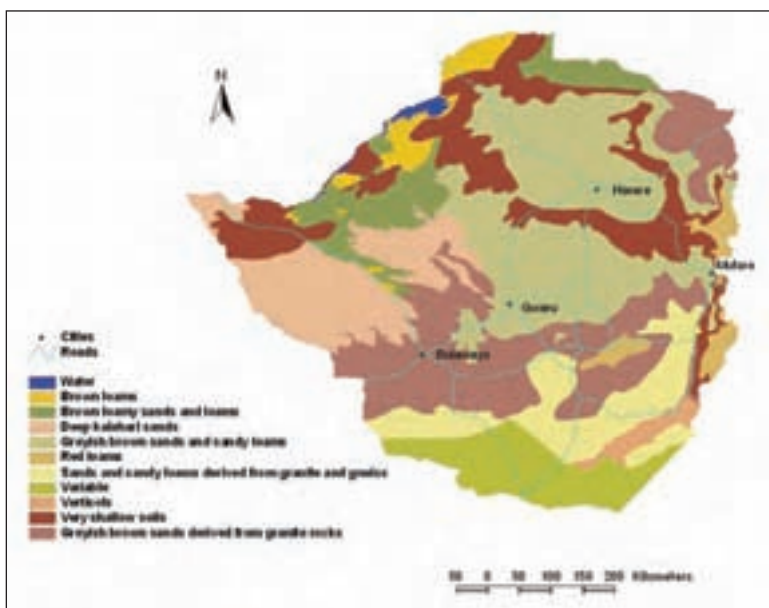 N
Harare
Mutare
Gweru
Bulawayo
Cities
Roads
Water
Brown loams
Brown loamy sands and loams
Deep kalahari sands
Greyish brown sands and sandy loams
Red loams
Sands and sandy loams derived from granite and gneiss
Variable
Vertisols
Very shallow soils
Greyish brown sands derived from granite rocks
50 0 50 100 150 200 Kilometers